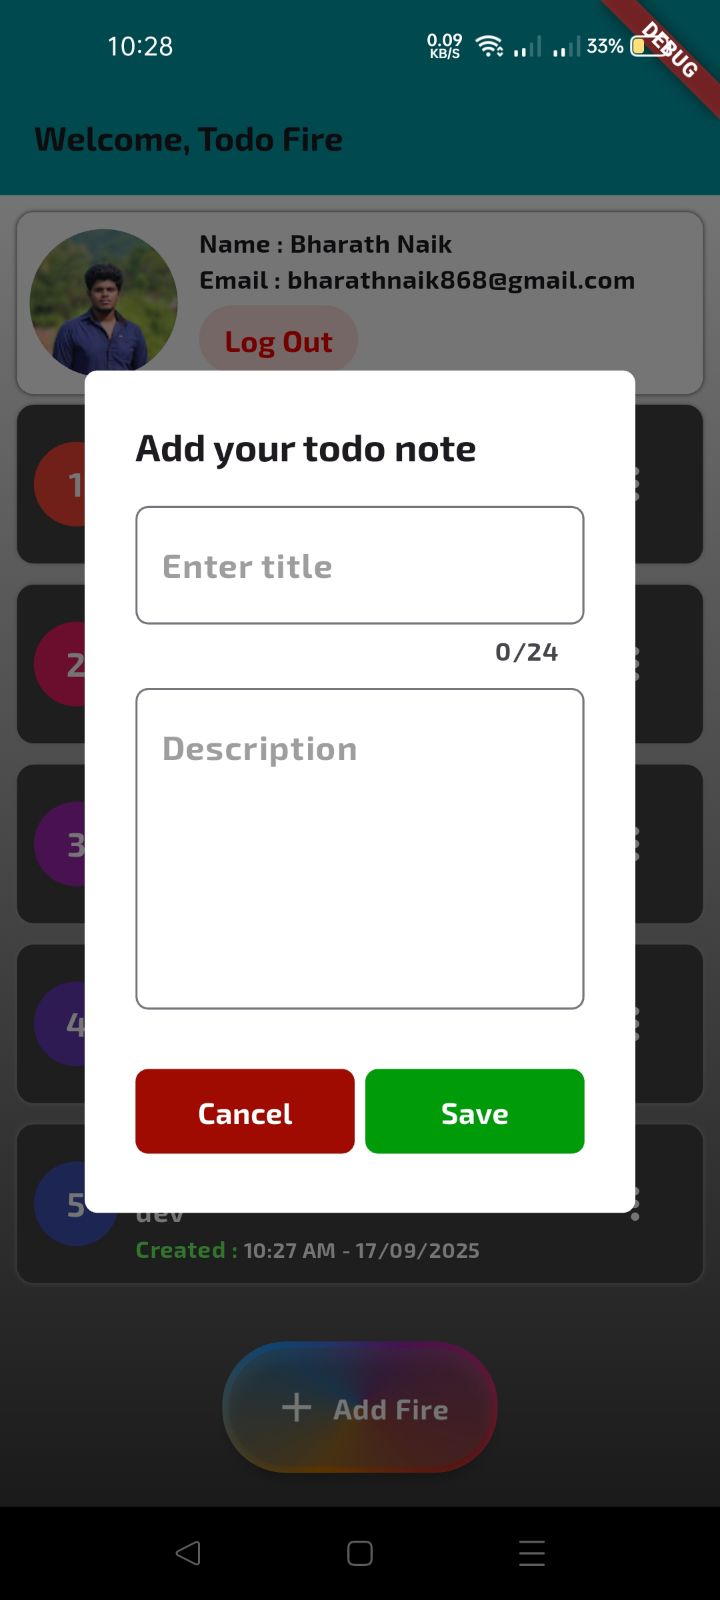 10:28
0.09
KB/S
33%
DEBUG
Welcome, Todo Fire
Name : Bharath Naik
Email : bharathnaik868@gmail.com
Log Out
Add your todo note
1
Enter title
0/24
2
Description
3
4
Cancel
Save
5
dev
Created : 10:27 AM - 17/09/2025
+ Add Fire